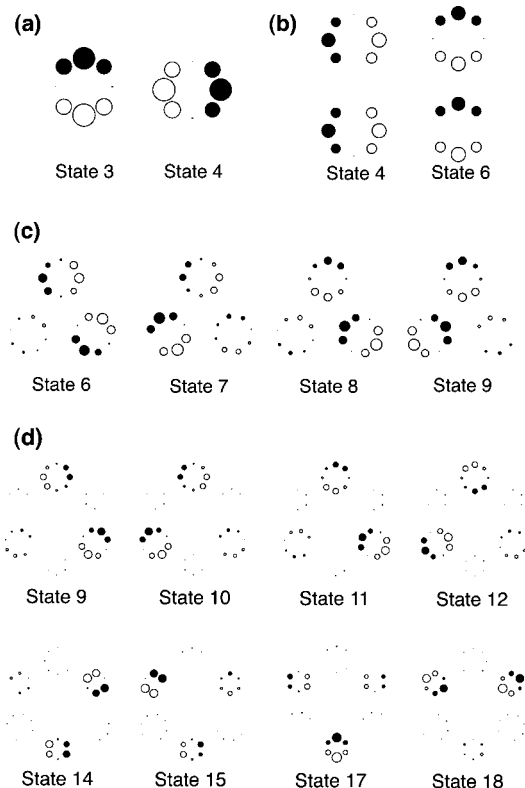 (a)
(b)
State 3 State 4
State 4 State 6
(c)
State 6 State 7 State 8 State 9
(d)
State 9 State 10 State 11 State 12
State 14 State 15 State 17 State 18